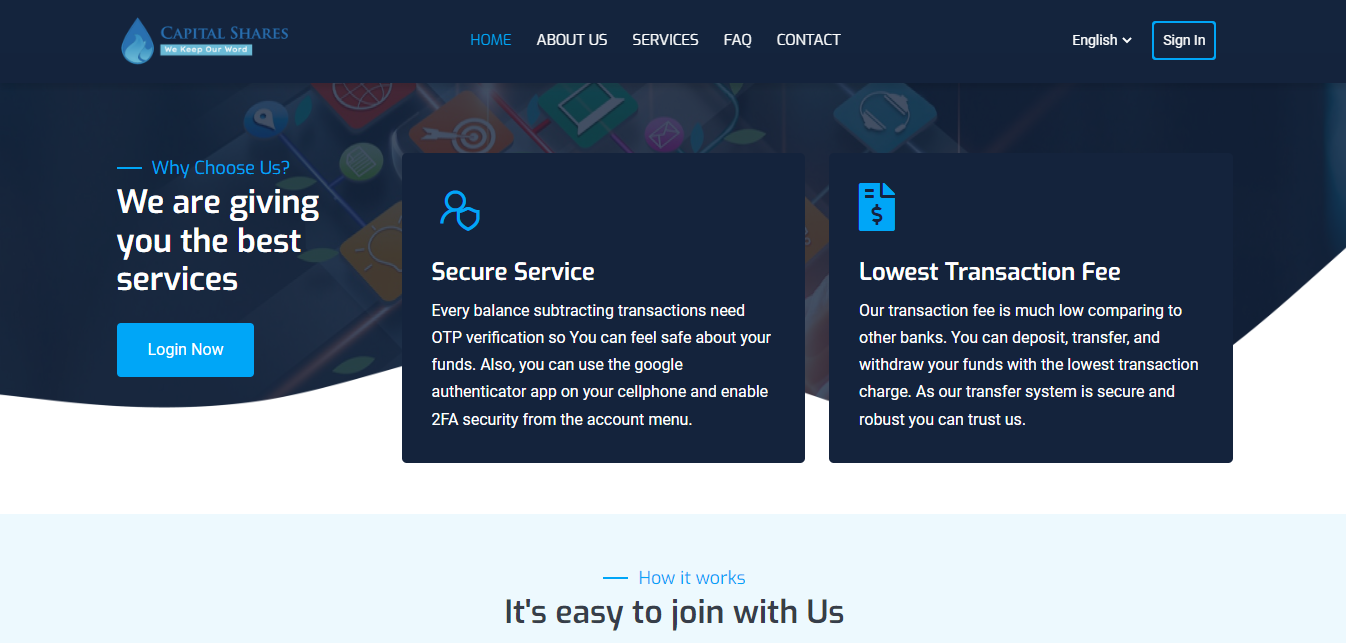 CAPITAL SHARES
We Keep Our Word
HOME ABOUT US SERVICES FAQ CONTACT
English
Sign In
Why Choose Us?
We are giving
you the best
services
Login Now
Secure Service
Every balance subtracting transactions need
OTP verification so You can feel safe about your
funds. Also, you can use the google
authenticator app on your cellphone and enable
2FA security from the account menu.
Lowest Transaction Fee
Our transaction fee is much low comparing to
other banks. You can deposit, transfer, and
withdraw your funds with the lowest transaction
charge. As our transfer system is secure and
robust you can trust us.
How it works
It's easy to join with Us